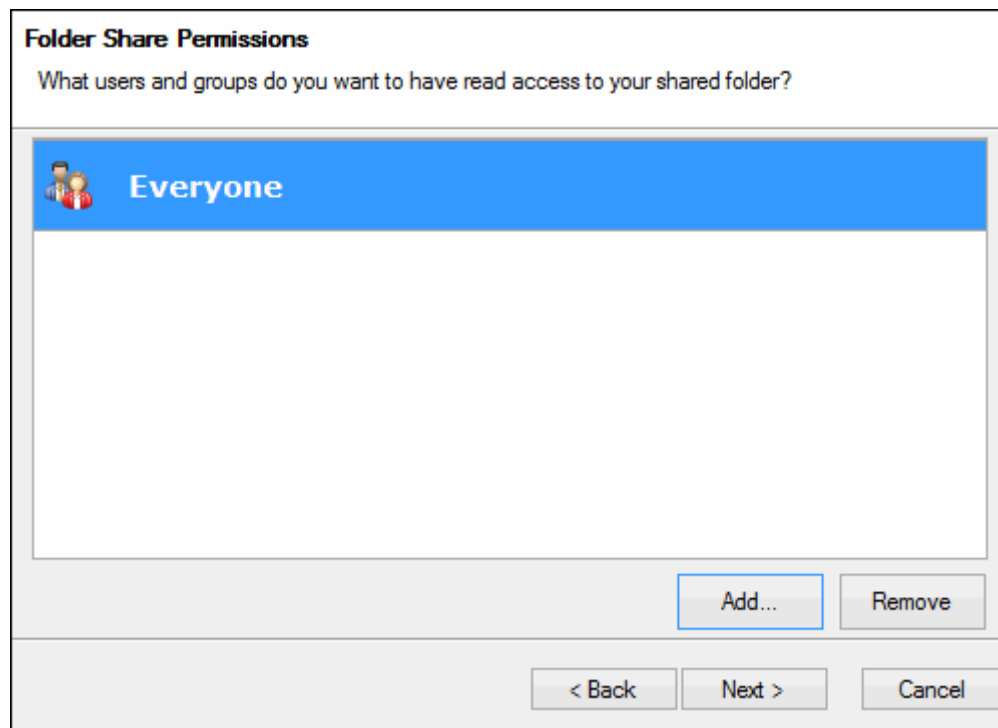 Folder Share Permissions
What users and groups do you want to have read access to your shared folder?
Everyone
Add... Remove
< Back Next > Cancel